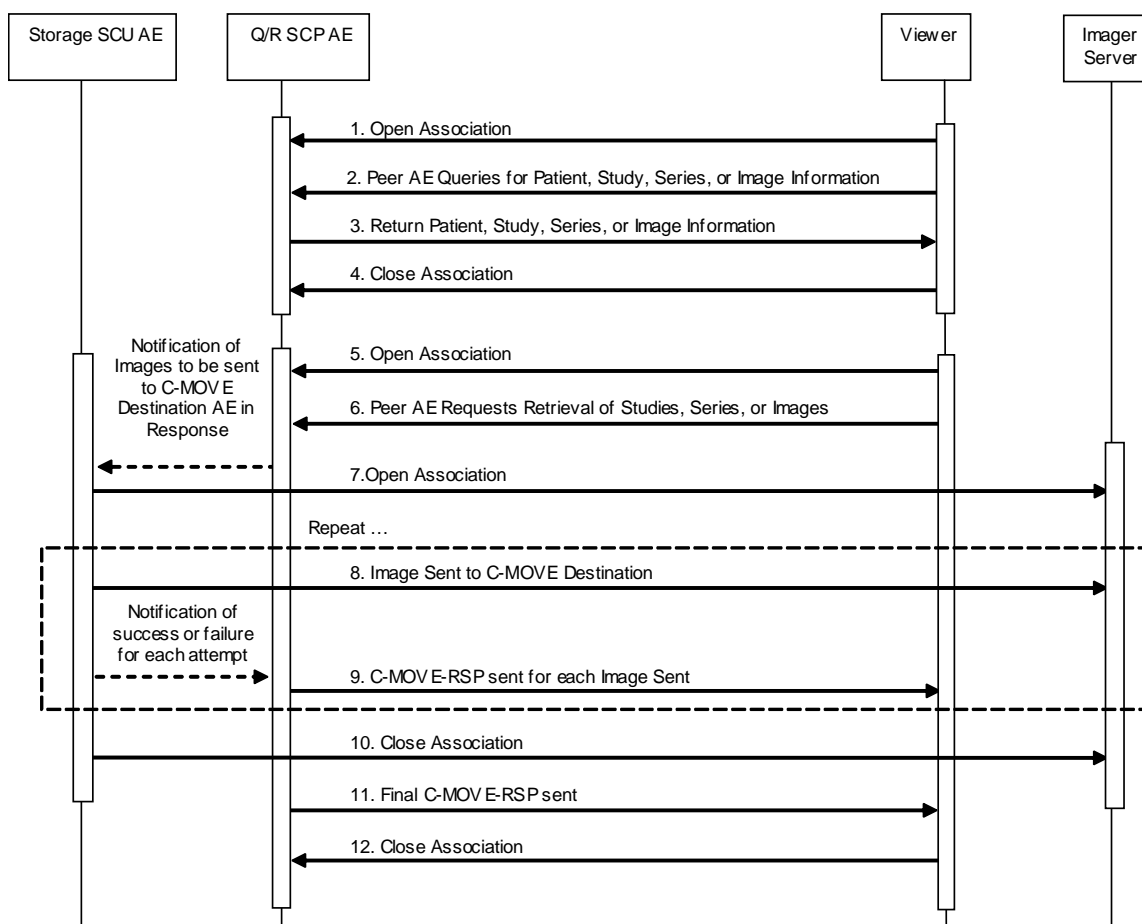 Storage SCU AE
Q/R SCP AE
Viewer
Imager
Server
1. Open Association
2. Peer AE Queries for Patient, Study, Series, or Image Information
3. Return Patient, Study, Series, or Image Information
4. Close Association
Notification of
Images to be sent
to C-MOVE
Destination AE in
Response
5. Open Association
6. Peer AE Requests Retrieval of Studies, Series, or Images
7.Open Association
Repeat …
8. Image Sent to C-MOVE Destination
Notification of
success or failure
for each attempt
9. C-MOVE-RSP sent for each Image Sent
10. Close Association
11. Final C-MOVE-RSP sent
12. Close Association